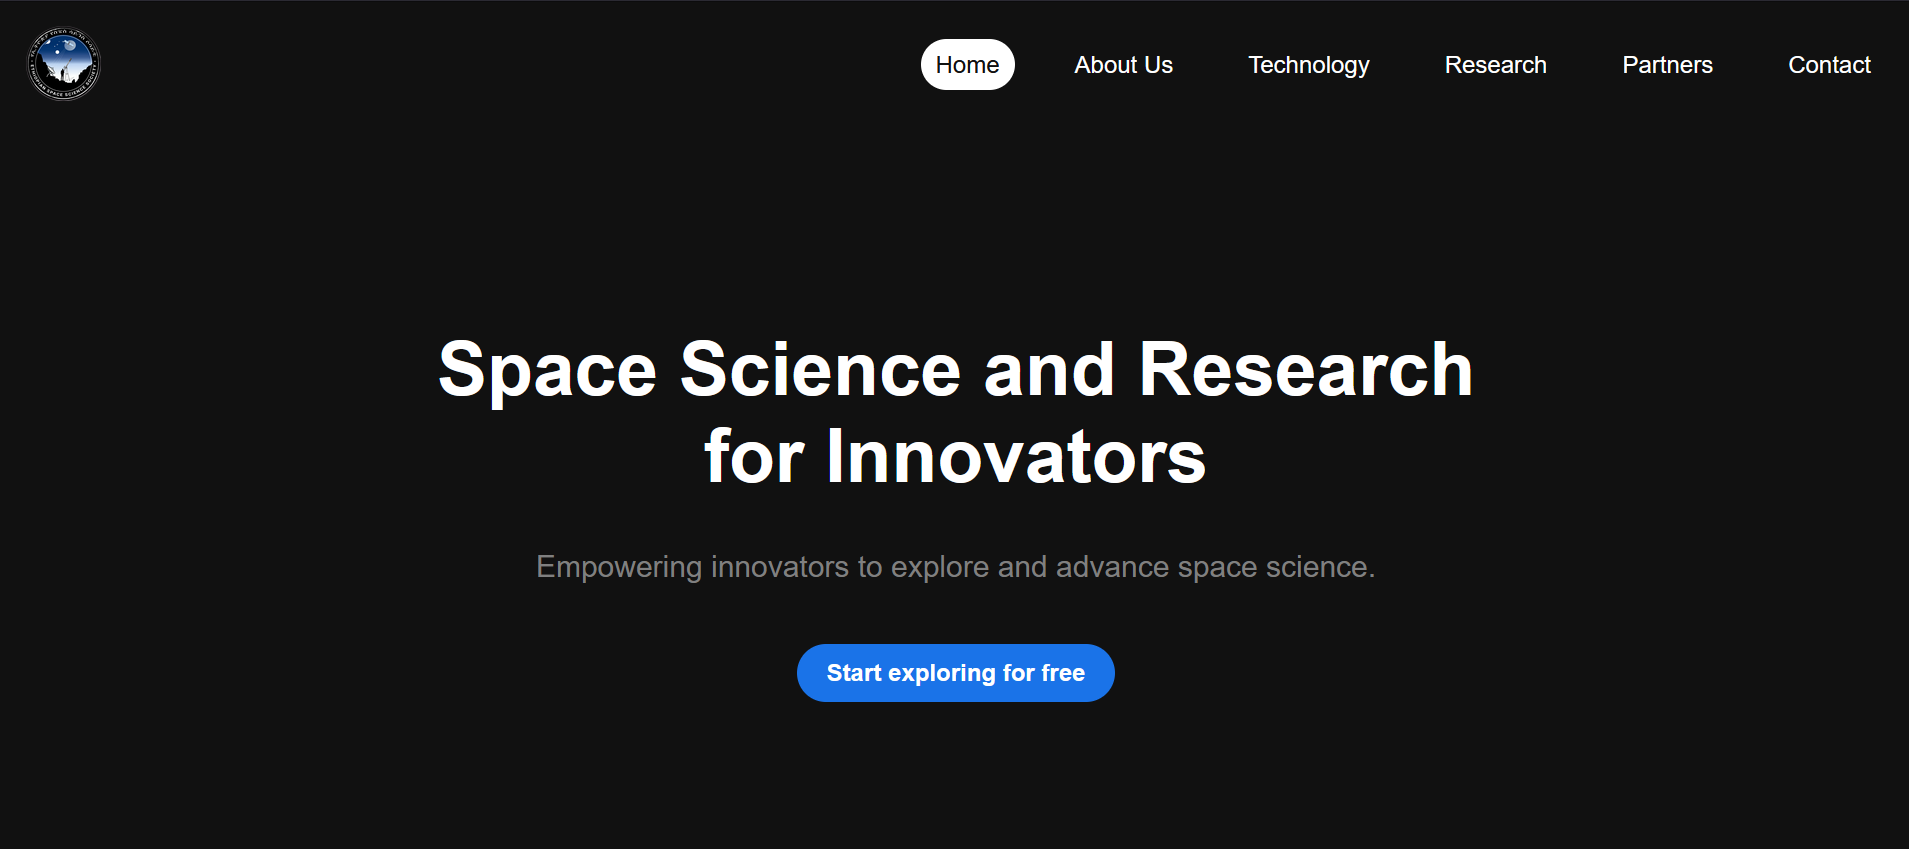 ETHIOPIAN SPACE SCIENCE SOCIETY
Home
About Us
Technology
Research
Partners
Contact
Space Science and Research
for Innovators
Empowering innovators to explore and advance space science.
Start exploring for free